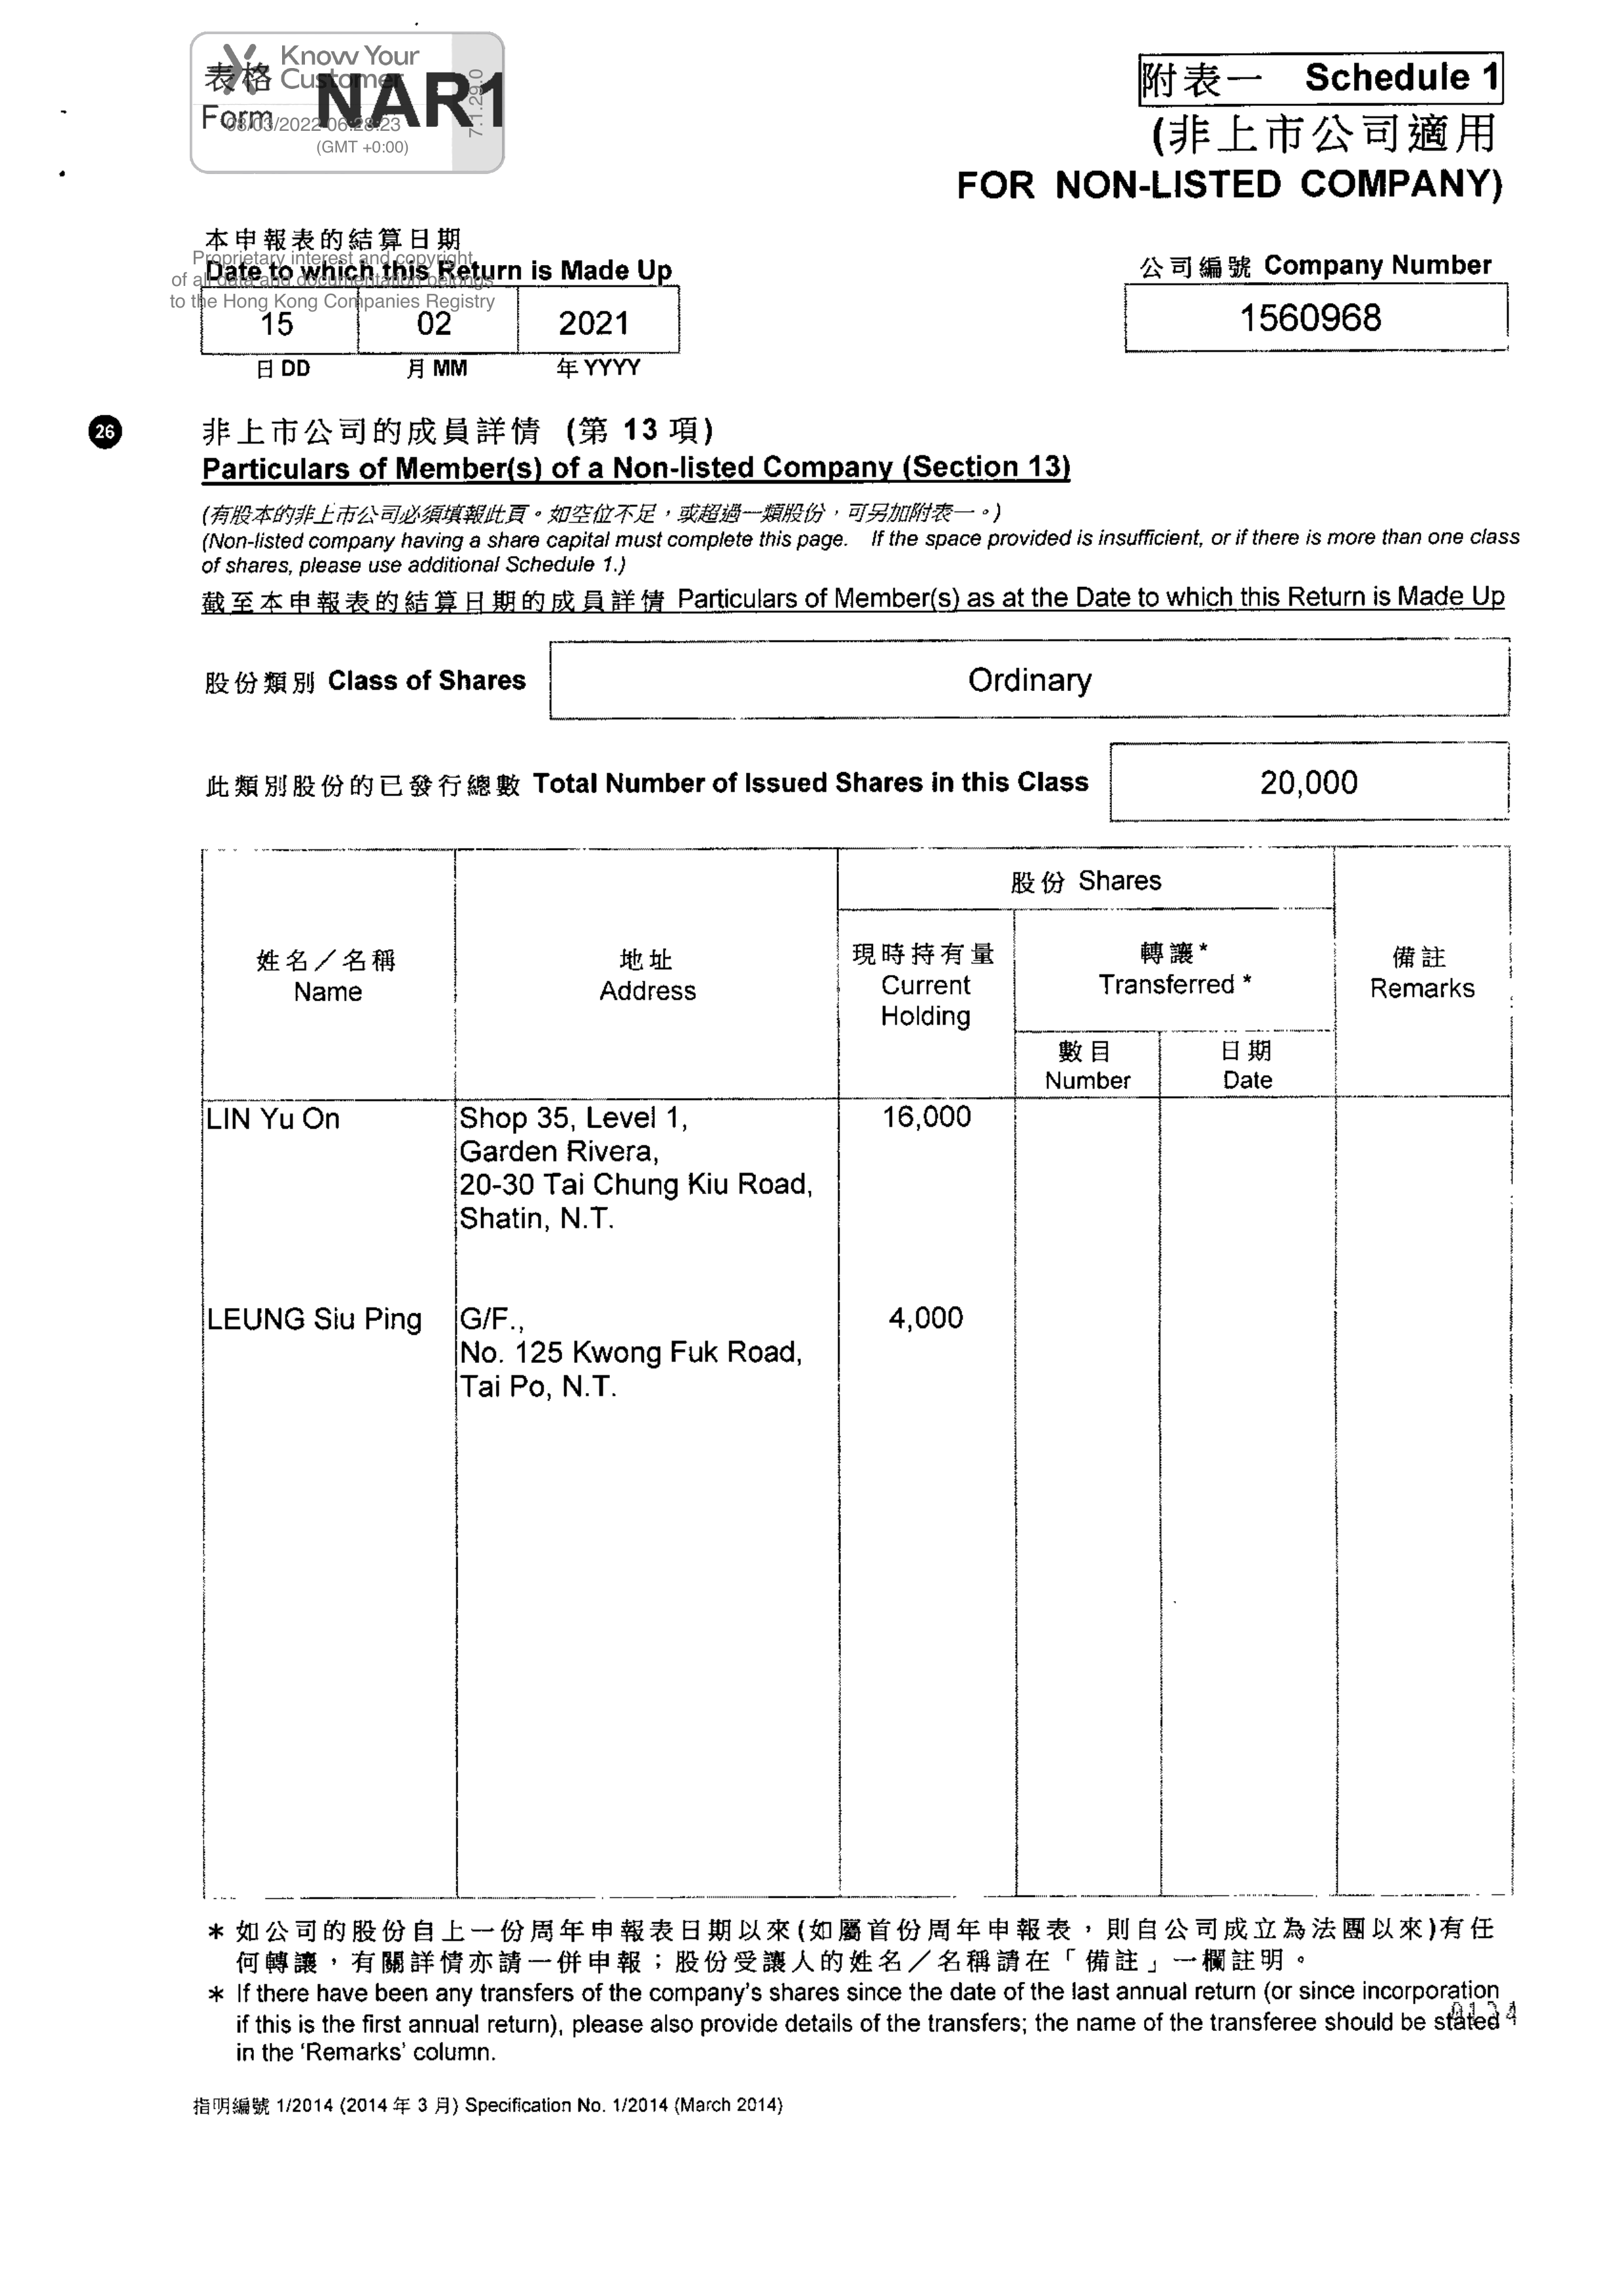 Know Your
Customer
08/03/2022 06:28:23
(GMT +0:00)
7.1.29.0
表格
Form NAR1
附表一 Schedule 1
(非上市公司適用
FOR NON-LISTED COMPANY)
本申報表的結算日期
Date to which this Return is Made Up
Proprietary interest and copyright
of all data and documentation belongs
to the Hong Kong Companies Registry
15 02 2021
日 DD 月 MM 年 YYYY
公司編號 Company Number
1560968
26 非上市公司的成員詳情 (第 13 項)
Particulars of Member(s) of a Non-listed Company (Section 13)
(有股本的非上市公司必須填報此頁。如空位不足，或超過一類股份，可另加附表一。)
(Non-listed company having a share capital must complete this page. If the space provided is insufficient, or if there is more than one class
of shares, please use additional Schedule 1.)
截至本申報表的結算日期的成員詳情 Particulars of Member(s) as at the Date to which this Return is Made Up
股份類別 Class of Shares Ordinary
此類別股份的已發行總數 Total Number of Issued Shares in this Class 20,000
姓名／名稱
Name
地址
Address
股份 Shares
現時持有量
Current
Holding
轉讓*
Transferred *
數目
Number
日期
Date
備註
Remarks
LIN Yu On
Shop 35, Level 1,
Garden Rivera,
20-30 Tai Chung Kiu Road,
Shatin, N.T.
16,000
LEUNG Siu Ping
G/F.,
No. 125 Kwong Fuk Road,
Tai Po, N.T.
4,000
* 如公司的股份自上一份周年申報表日期以來(如屬首份周年申報表，則自公司成立為法團以來)有任
何轉讓，有關詳情亦請一併申報；股份受讓人的姓名／名稱請在「備註」一欄註明。
* If there have been any transfers of the company's shares since the date of the last annual return (or since incorporation
if this is the first annual return), please also provide details of the transfers; the name of the transferee should be stated
in the 'Remarks' column.
指明編號 1/2014 (2014 年 3 月) Specification No. 1/2014 (March 2014)